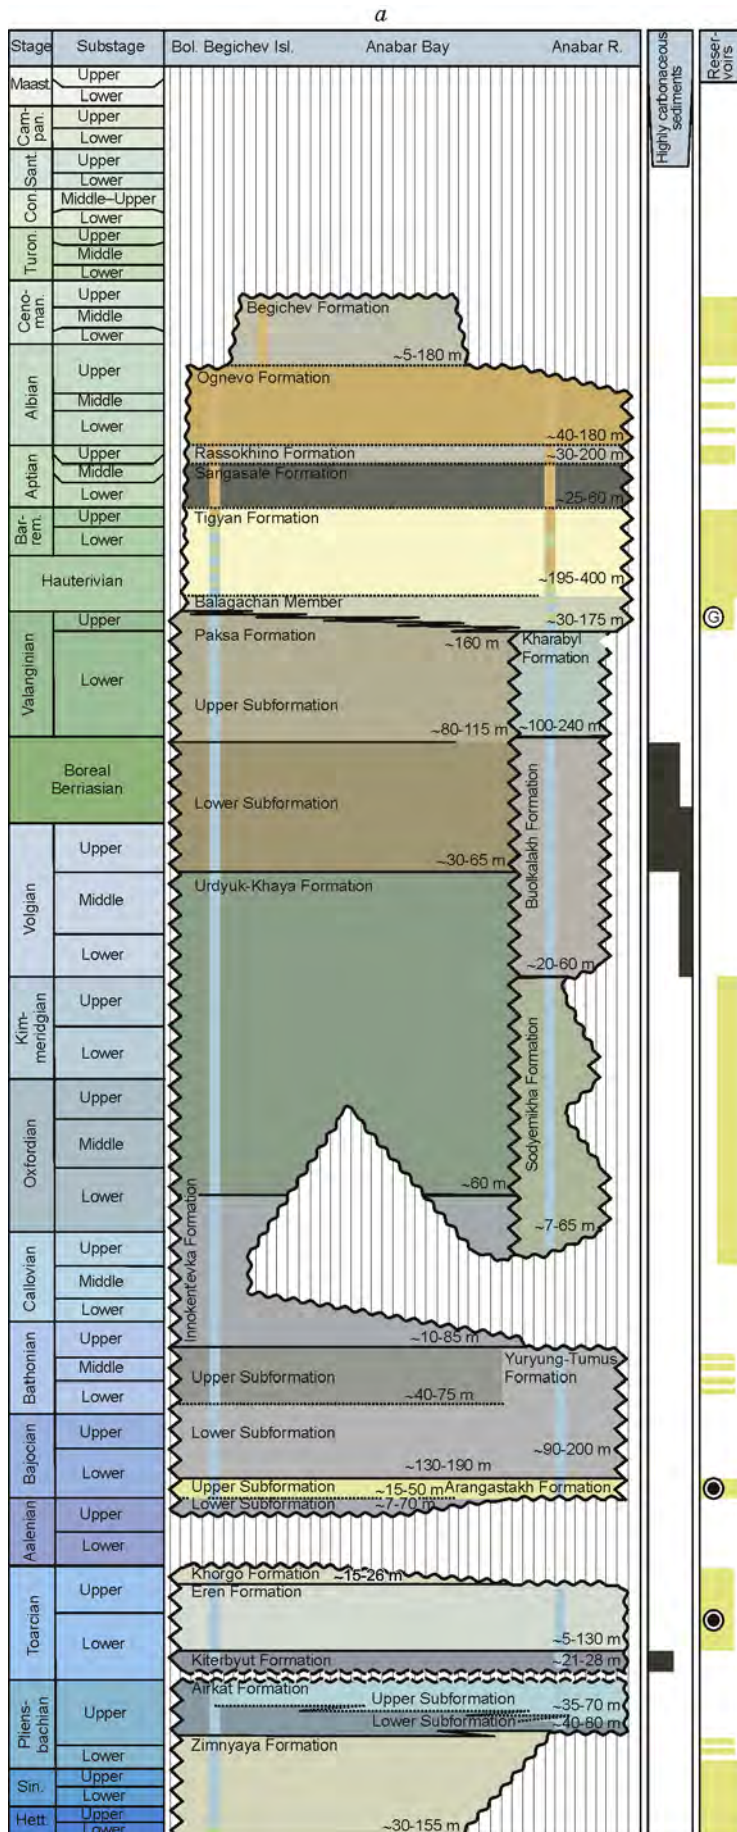 a
Stage Substage Bol. Begichev Isl. Anabar Bay Anabar R. Highly carbonaceous sediments Reser-
voirs
Maast. Upper
Lower
Cam-
pan. Upper
Lower
Sant. Upper
Lower
Con. Middle–Upper
Lower
Turon. Upper
Middle
Lower
Ceno-
man. Upper
Middle
Lower
Begichev Formation
~5-180 m
Albian Upper
Middle
Lower
Ognevo Formation
~40-180 m
Aptian Upper
Middle
Lower
Rassokhino Formation ~30-200 m
Sangasale Formation
~25-60 m
Bar-
rem. Upper
Lower
Tigyan Formation
Hauterivian
~195-400 m
Balagachan Member
~30-175 m
G
Valanginian Upper
Lower
Paksa Formation ~160 m Kharabyl
Formation
Upper Subformation
~80-115 m ~100-240 m
Boreal
Berriasian
Lower Subformation
~30-65 m
Buolkalakh Formation
~20-60 m
Volgian Upper
Middle
Lower
Urdyuk-Khaya Formation
~60 m
Kim-
meridgian Upper
Lower
Sodyemikha Formation
~7-65 m
Oxfordian Upper
Middle
Lower
Callovian Upper
Middle
Lower
Innokent'evka Formation
~10-85 m
Bathonian Upper
Middle
Lower
Yuryung-Tumus
Formation
Upper Subformation
~40-75 m
Bajocian Upper
Lower
Lower Subformation
~90-200 m
~130-190 m
Upper Subformation ~15-50 m Arangastakh Formation
Lower Subformation ~7-70 m
Aalenian Upper
Lower
Toarcian Upper
Lower
Khorgo Formation ~15-26 m
Eren Formation
~5-130 m
Kiterbyut Formation ~21-28 m
Pliens-
bachian Upper
Lower
Airkat Formation
Upper Subformation ~35-70 m
Lower Subformation ~40-60 m
Zimnyaya Formation
Sin. Upper
Lower
Hett. Upper
Lower
~30-155 m